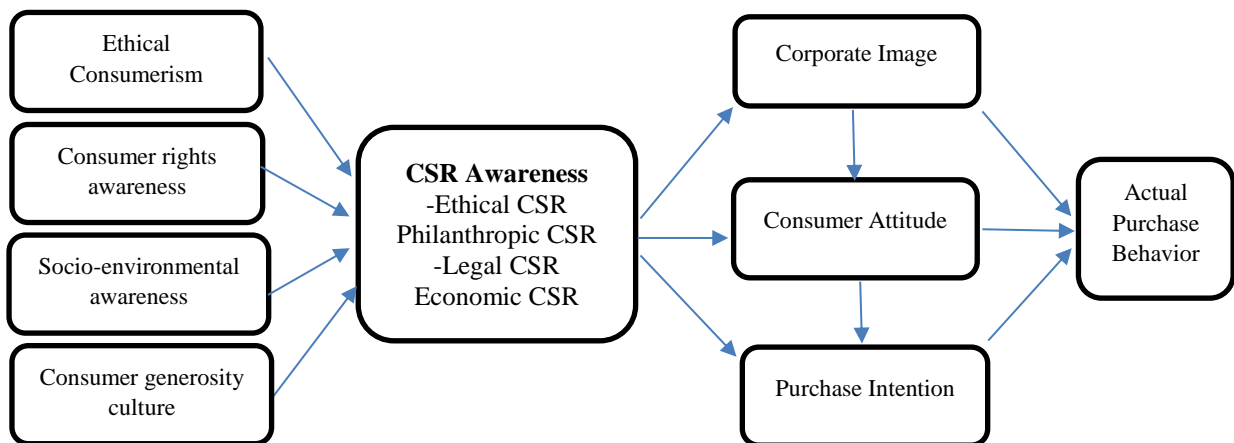 Ethical
Consumerism
Consumer rights
awareness
Socio-environmental
awareness
Consumer generosity
culture
CSR Awareness
-Ethical CSR
Philanthropic CSR
-Legal CSR
Economic CSR
Corporate Image
Consumer Attitude
Purchase Intention
Actual
Purchase
Behavior